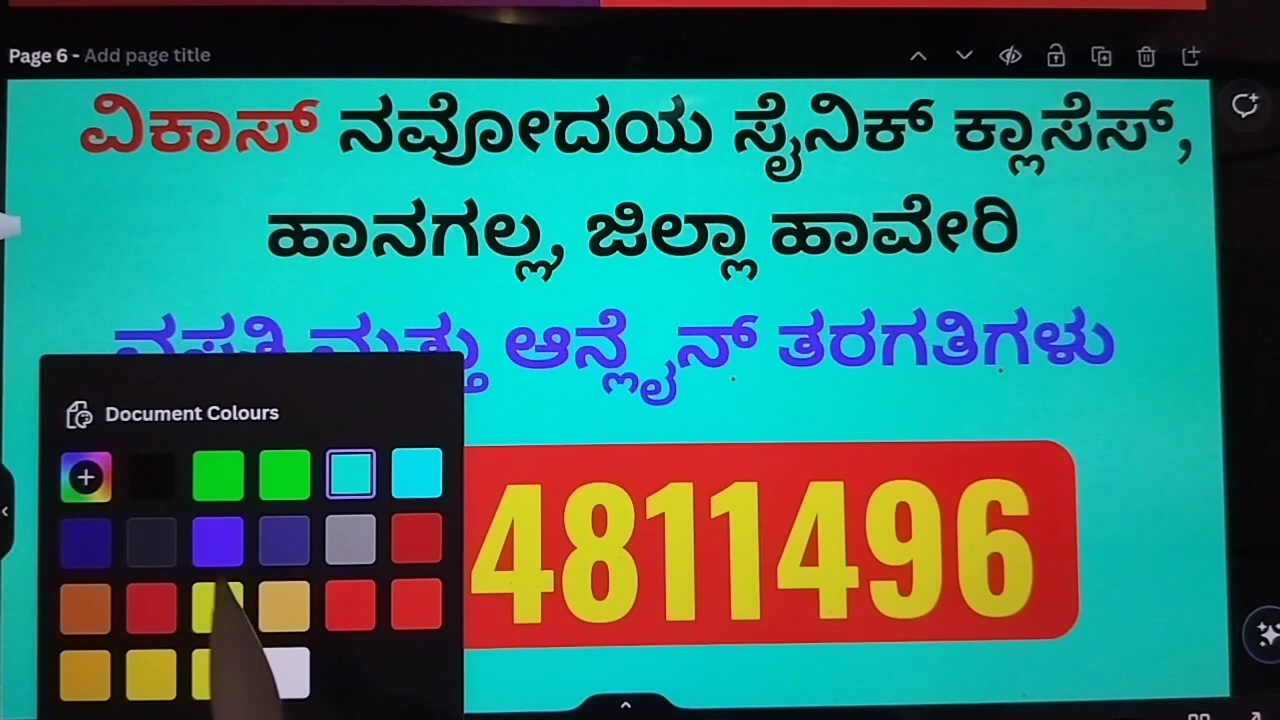 Page 6 - Add page title
ವಿಕಾಸ್ ನವೋದಯ ಸೈನಿಕ್ ಕ್ಲಾಸೆಸ್,
ಹಾನಗಲ್ಲ, ಜಿಲ್ಲಾ ಹಾವೇರಿ
ಆನ್ಲೈನ್ ತರಗತಿಗಳು
Document Colours
4811496